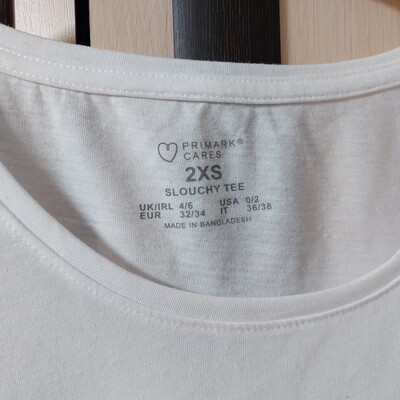 PRIMARK®
CARES
2XS
SLOUCHY TEE
UK/IRL 4/6 USA 0/2
EUR 32/34 IT 36/38
MADE IN BANGLADESH